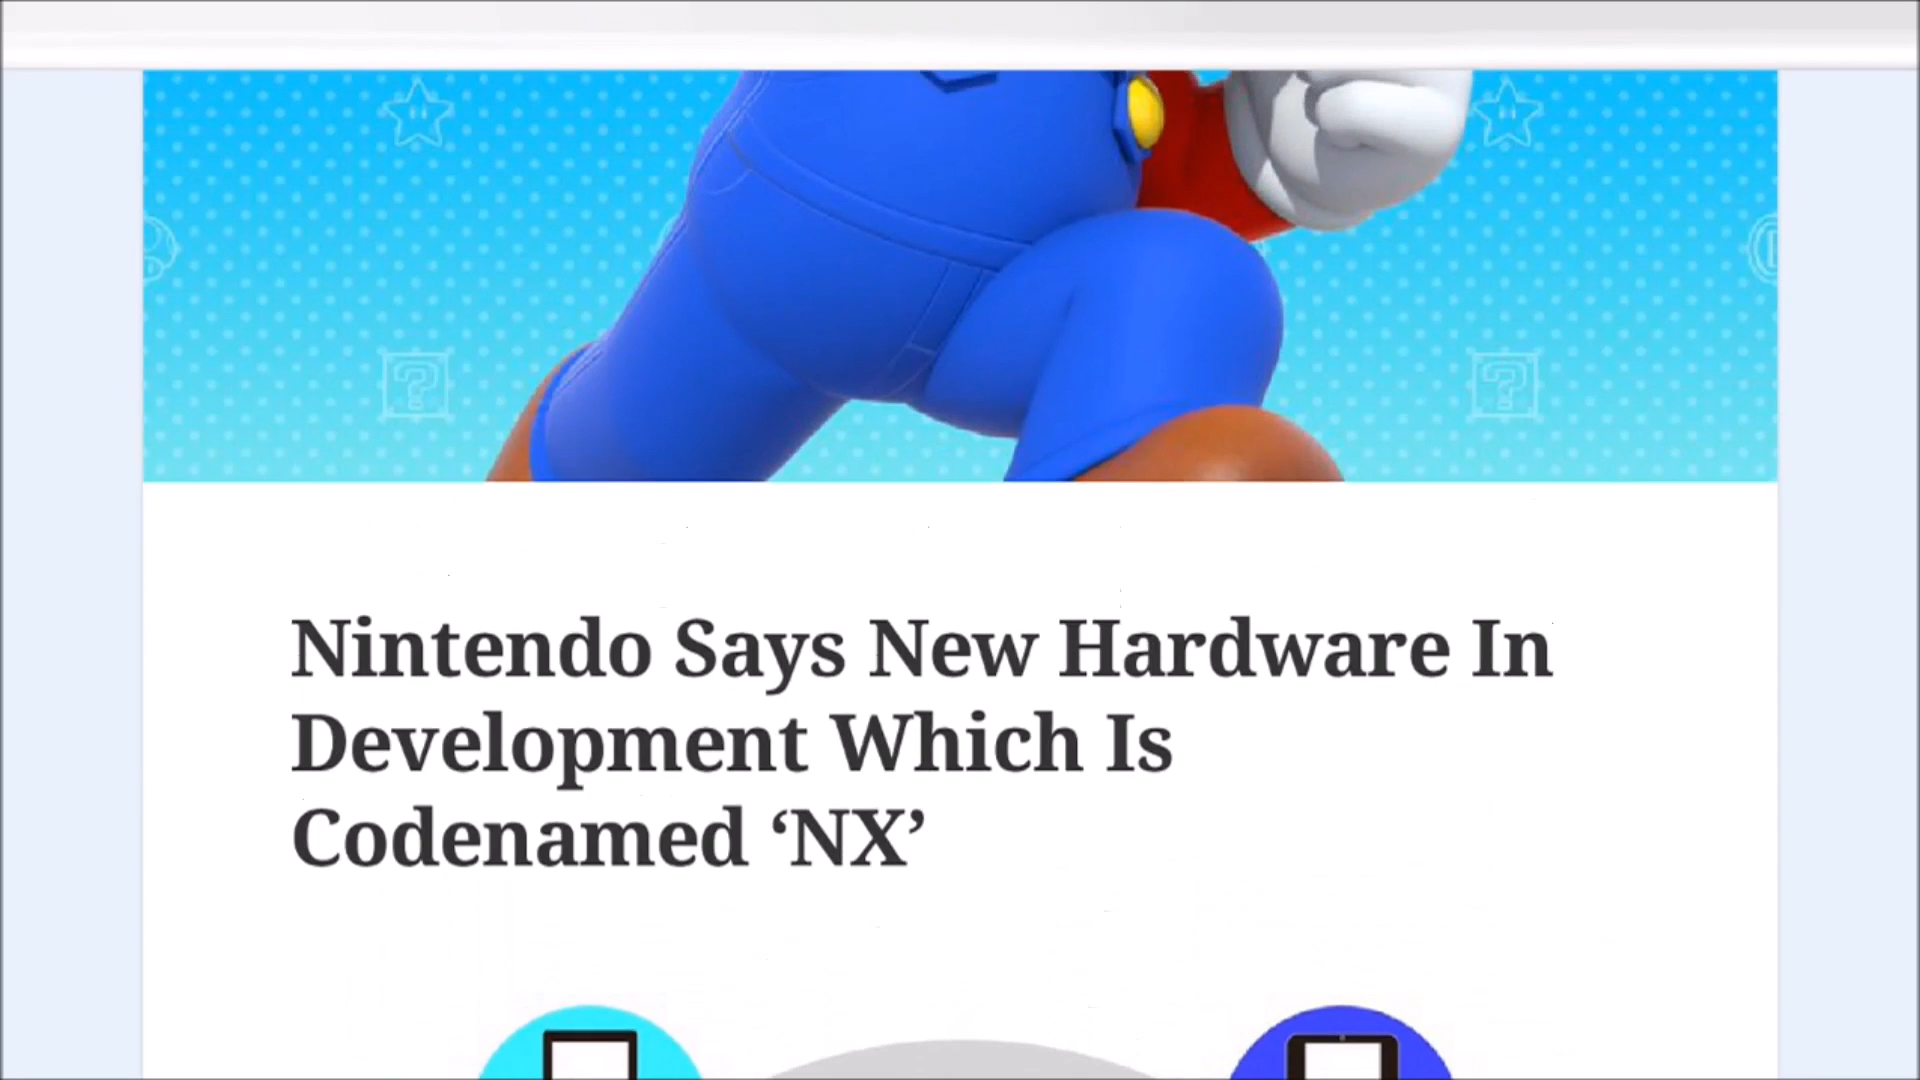 Nintendo Says New Hardware In
Development Which Is
Codenamed ‘NX’